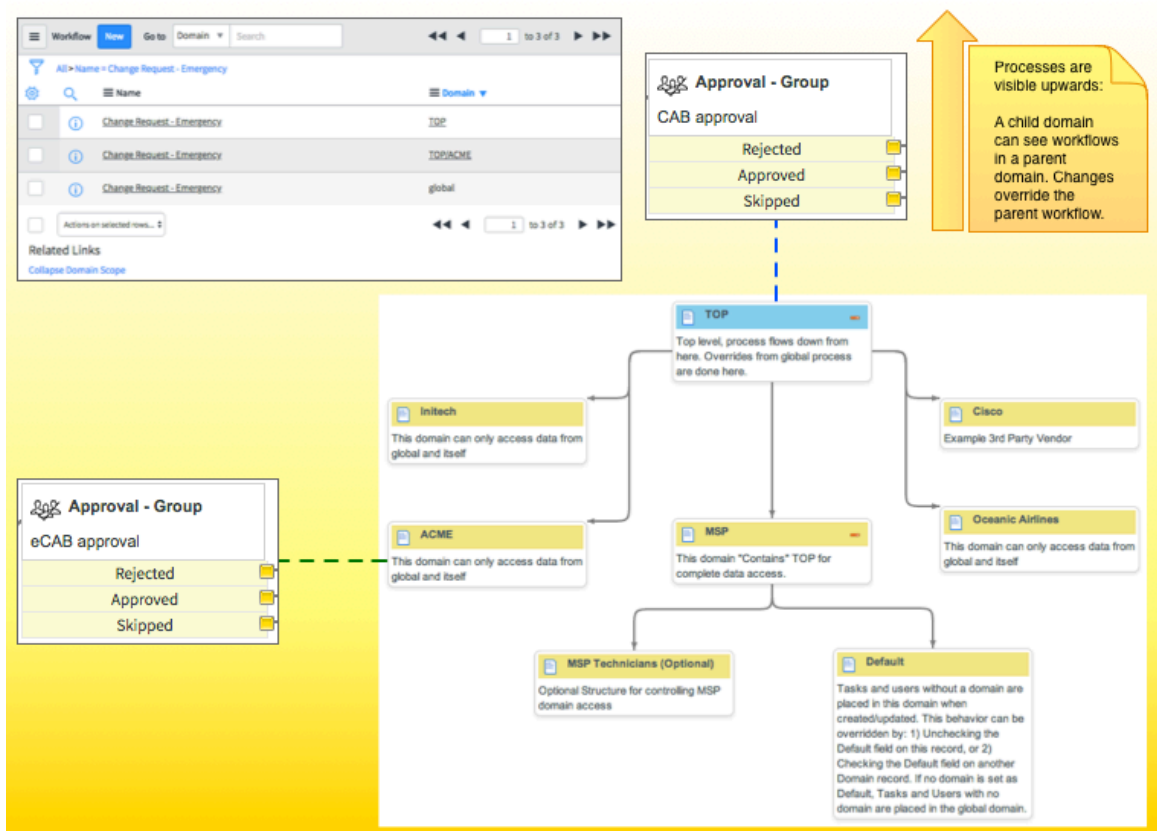 Workflow New Go to Domain Search 1 to 3 of 3
All>Name = Change Request - Emergency
Name Domain
Change Request - Emergency TOP
Change Request - Emergency TOP/ACME
Change Request - Emergency global
Actions on selected rows... 1 to 3 of 3
Related Links
Collapse Domain Scope
Approval - Group
CAB approval
Rejected
Approved
Skipped
Processes are
visible upwards:
A child domain
can see workflows
in a parent
domain. Changes
override the
parent workflow.
TOP
Top level, process flows down from
here. Overrides from global process
are done here.
Initech
This domain can only access data from
global and itself
Cisco
Example 3rd Party Vendor
Approval - Group
eCAB approval
Rejected
Approved
Skipped
ACME
This domain can only access data from
global and itself
MSP
This domain "Contains" TOP for
complete data access.
Oceanic Airlines
This domain can only access data from
global and itself
MSP Technicians (Optional)
Optional Structure for controlling MSP
domain access
Default
Tasks and users without a domain are
placed in this domain when
created/updated. This behavior can be
overridden by: 1) Unchecking the
Default field on this record, or 2)
Checking the Default field on another
Domain record. If no domain is set as
Default, Tasks and Users with no
domain are placed in the global domain.